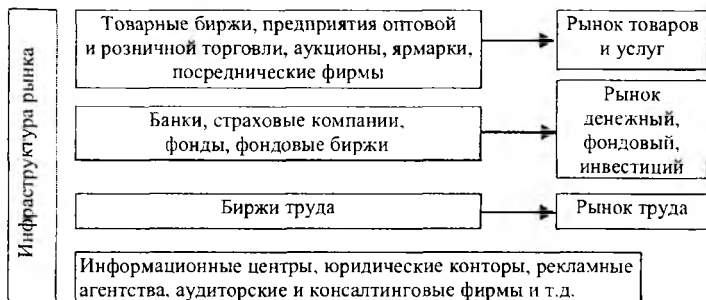 Инфраструктура рынка
Товарные биржи, предприятия оптовой
и розничной торговли, аукционы, ярмарки,
посреднические фирмы
Рынок товаров
и услуг
Банки, страховые компании,
фонды, фондовые биржи
Рынок
денежный,
фондовый,
инвестиций
Биржи труда
Рынок труда
Информационные центры, юридические конторы, рекламные
агентства, аудиторские и консалтинговые фирмы и т.д.